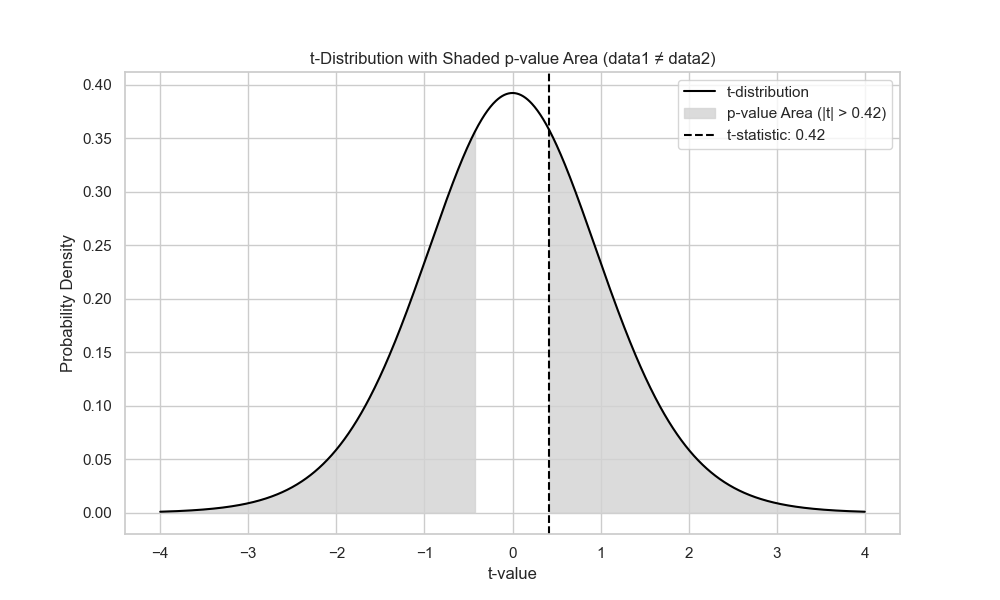 t-Distribution with Shaded p-value Area (data1 ≠ data2)
t-distribution
p-value Area (|t| > 0.42)
t-statistic: 0.42
Probability Density
0.40
0.35
0.30
0.25
0.20
0.15
0.10
0.05
0.00
−4 −3 −2 −1 0 1 2 3 4
t-value